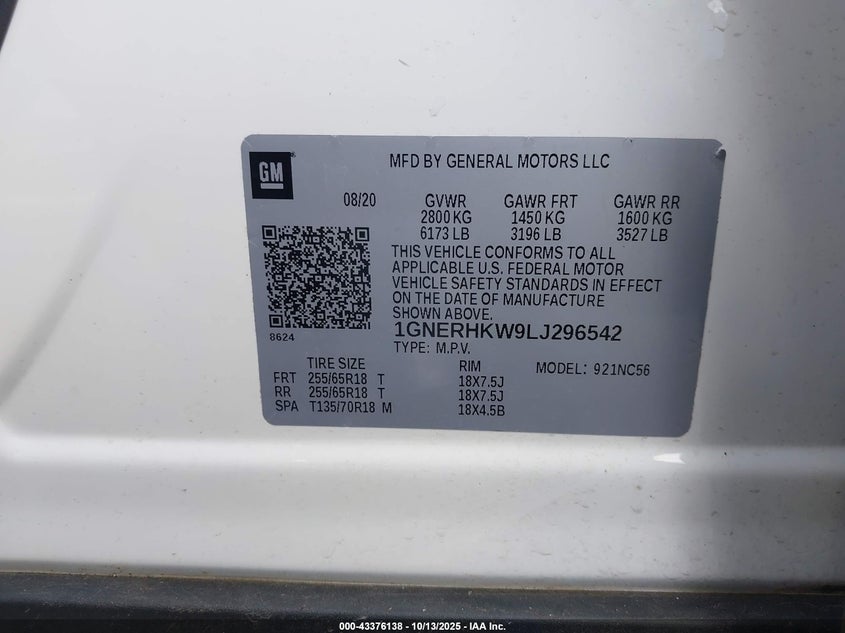 GM
MFD BY GENERAL MOTORS LLC
08/20 GVWR GAWR FRT GAWR RR
2800 KG 1450 KG 1600 KG
6173 LB 3196 LB 3527 LB
THIS VEHICLE CONFORMS TO ALL
APPLICABLE U.S. FEDERAL MOTOR
VEHICLE SAFETY STANDARDS IN EFFECT
ON THE DATE OF MANUFACTURE
SHOWN ABOVE.
8624
1GNERHKW9LJ296542
TYPE: M.P.V.
TIRE SIZE RIM MODEL: 921NC56
FRT 255/65R18 T 18X7.5J
RR 255/65R18 T 18X7.5J
SPA T135/70R18 M 18X4.5B
000-43376138 - 10/13/2025 - IAA Inc.